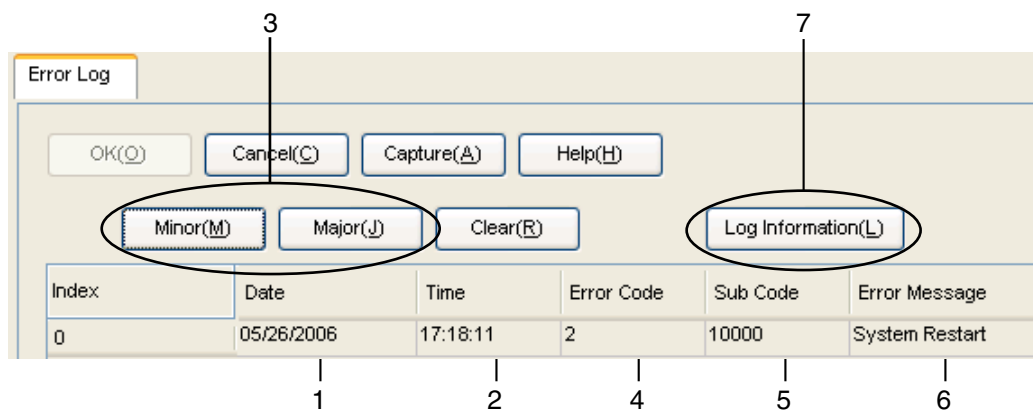 3 7
Error Log
OK(O) Cancel(C) Capture(A) Help(H)
Minor(M) Major(J) Clear(R) Log Information(L)
Index Date Time Error Code Sub Code Error Message
0 05/26/2006 17:18:11 2 10000 System Restart
1 2 4 5 6